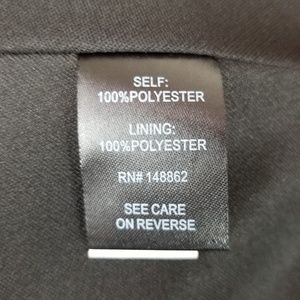 SELF:
100%POLYESTER
LINING:
100%POLYESTER
RN# 148862
SEE CARE
ON REVERSE